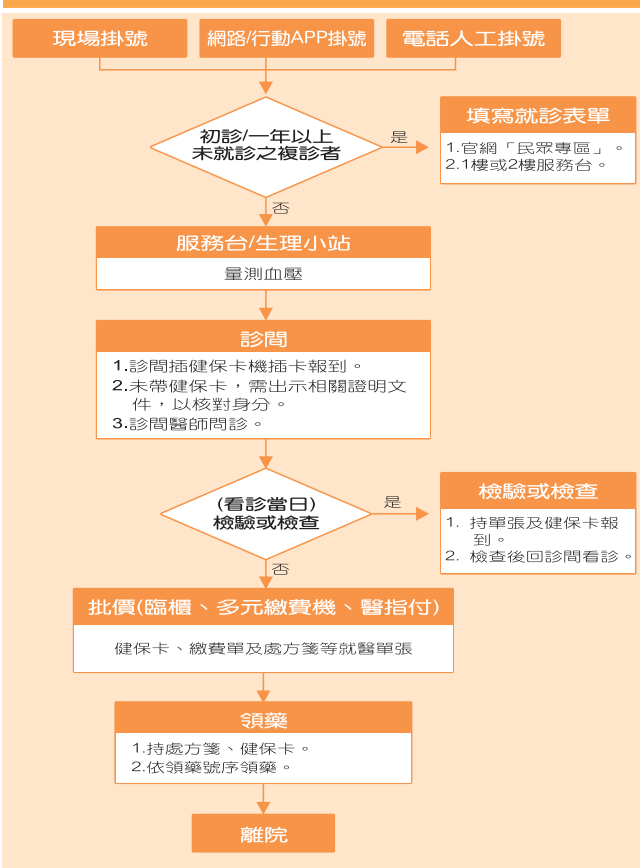 現場掛號
網路/行動APP掛號
電話人工掛號
初診/一年以上
未就診之複診者
是
填寫就診表單
1.官網「民眾專區」。
2.1樓或2樓服務台。
否
服務台/生理小站
量測血壓
診間
1.診間插健保卡機插卡報到。
2.未帶健保卡，需出示相關證明文
件，以核對身分。
3.診間醫師問診。
(看診當日)
檢驗或檢查
是
檢驗或檢查
1. 持單張及健保卡報
到。
2. 檢查後回診間看診。
否
批價(臨櫃、多元繳費機、醫指付)
健保卡、繳費單及處方箋等就醫單張
領藥
1.持處方箋、健保卡。
2.依領藥號序領藥。
離院